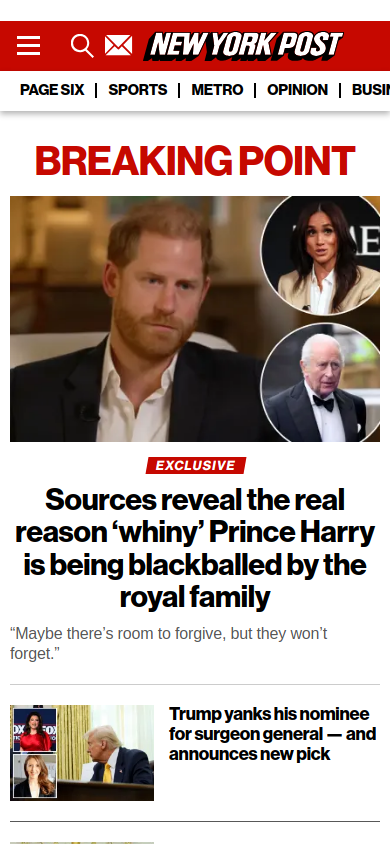 NEW YORK POST
PAGE SIX | SPORTS | METRO | OPINION | BUSI
BREAKING POINT
EXCLUSIVE
Sources reveal the real
reason ‘whiny’ Prince Harry
is being blackballed by the
royal family
“Maybe there’s room to forgive, but they won’t
forget.”
Trump yanks his nominee
for surgeon general — and
announces new pick